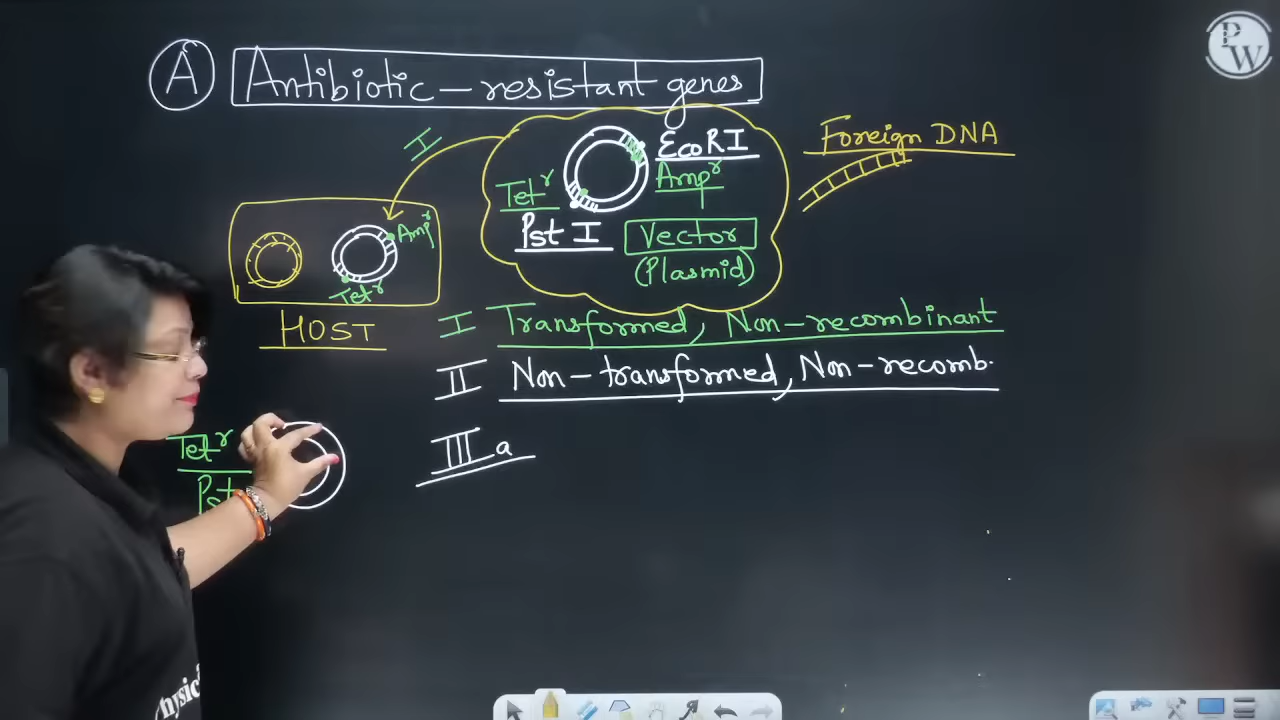 A Antibiotic - resistant genes
PW
I
EcoRI
Foreign DNA
Tetʳ
Ampʳ
Pst I
Vector
(Plasmid)
Ampʳ
Tetʳ
HOST
I Transformed, Non-recombinant
II Non-transformed, Non-recomb.
III a
Tetʳ
Pst